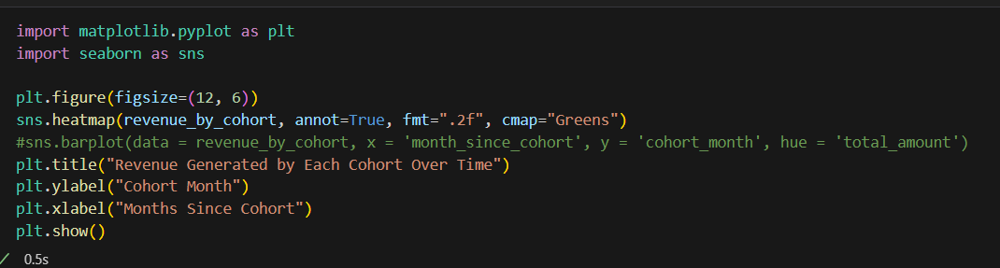 import matplotlib.pyplot as plt
import seaborn as sns
plt.figure(figsize=(12, 6))
sns.heatmap(revenue_by_cohort, annot=True, fmt=".2f", cmap="Greens")
#sns.barplot(data = revenue_by_cohort, x = 'month_since_cohort', y = 'cohort_month', hue = 'total_amount')
plt.title("Revenue Generated by Each Cohort Over Time")
plt.ylabel("Cohort Month")
plt.xlabel("Months Since Cohort")
plt.show()
0.5s